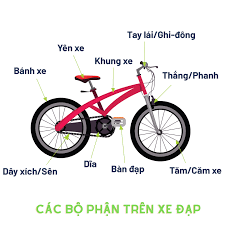 Tay lái/Ghi-đông
Yên xe
Khung xe
Bánh xe
Thắng/Phanh
Dây xích/Sên
Dĩa
Bàn đạp
Tăm/Căm xe
CÁC BỘ PHẬN TRÊN XE ĐẠP